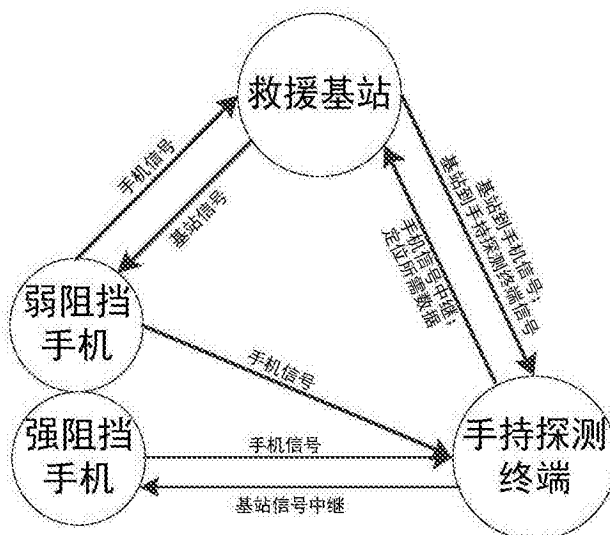 救援基站
手机信号
基站信号
基站到手机信号；
基站到手持探测终端信号
手机信号中继；
定位所需数据
弱阻挡
手机
手机信号
强阻挡
手机
手机信号
基站信号中继
手持探测
终端